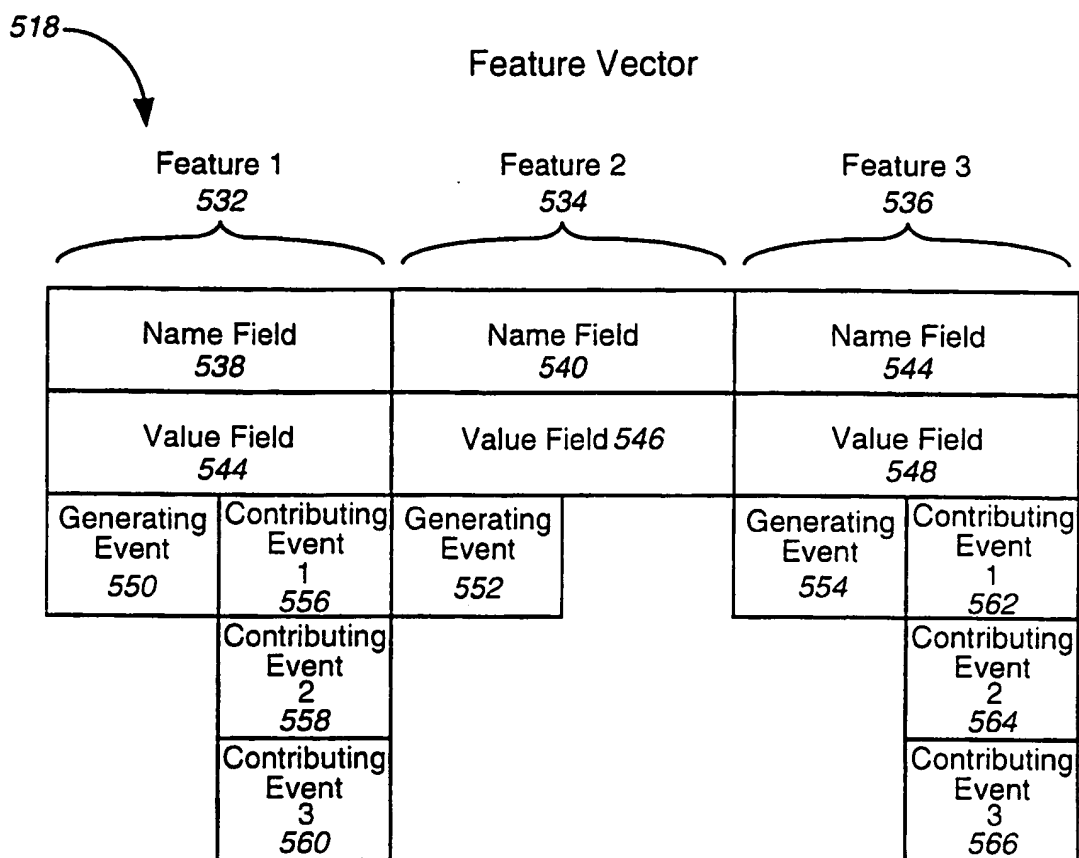 518
Feature Vector
Feature 1
532
Feature 2
534
Feature 3
536
Name Field
538
Name Field
540
Name Field
544
Value Field
544
Value Field 546
Value Field
548
Generating
Event
550
Contributing
Event
1
556
Generating
Event
552
Generating
Event
554
Contributing
Event
1
562
Contributing
Event
2
558
Contributing
Event
2
564
Contributing
Event
3
560
Contributing
Event
3
566